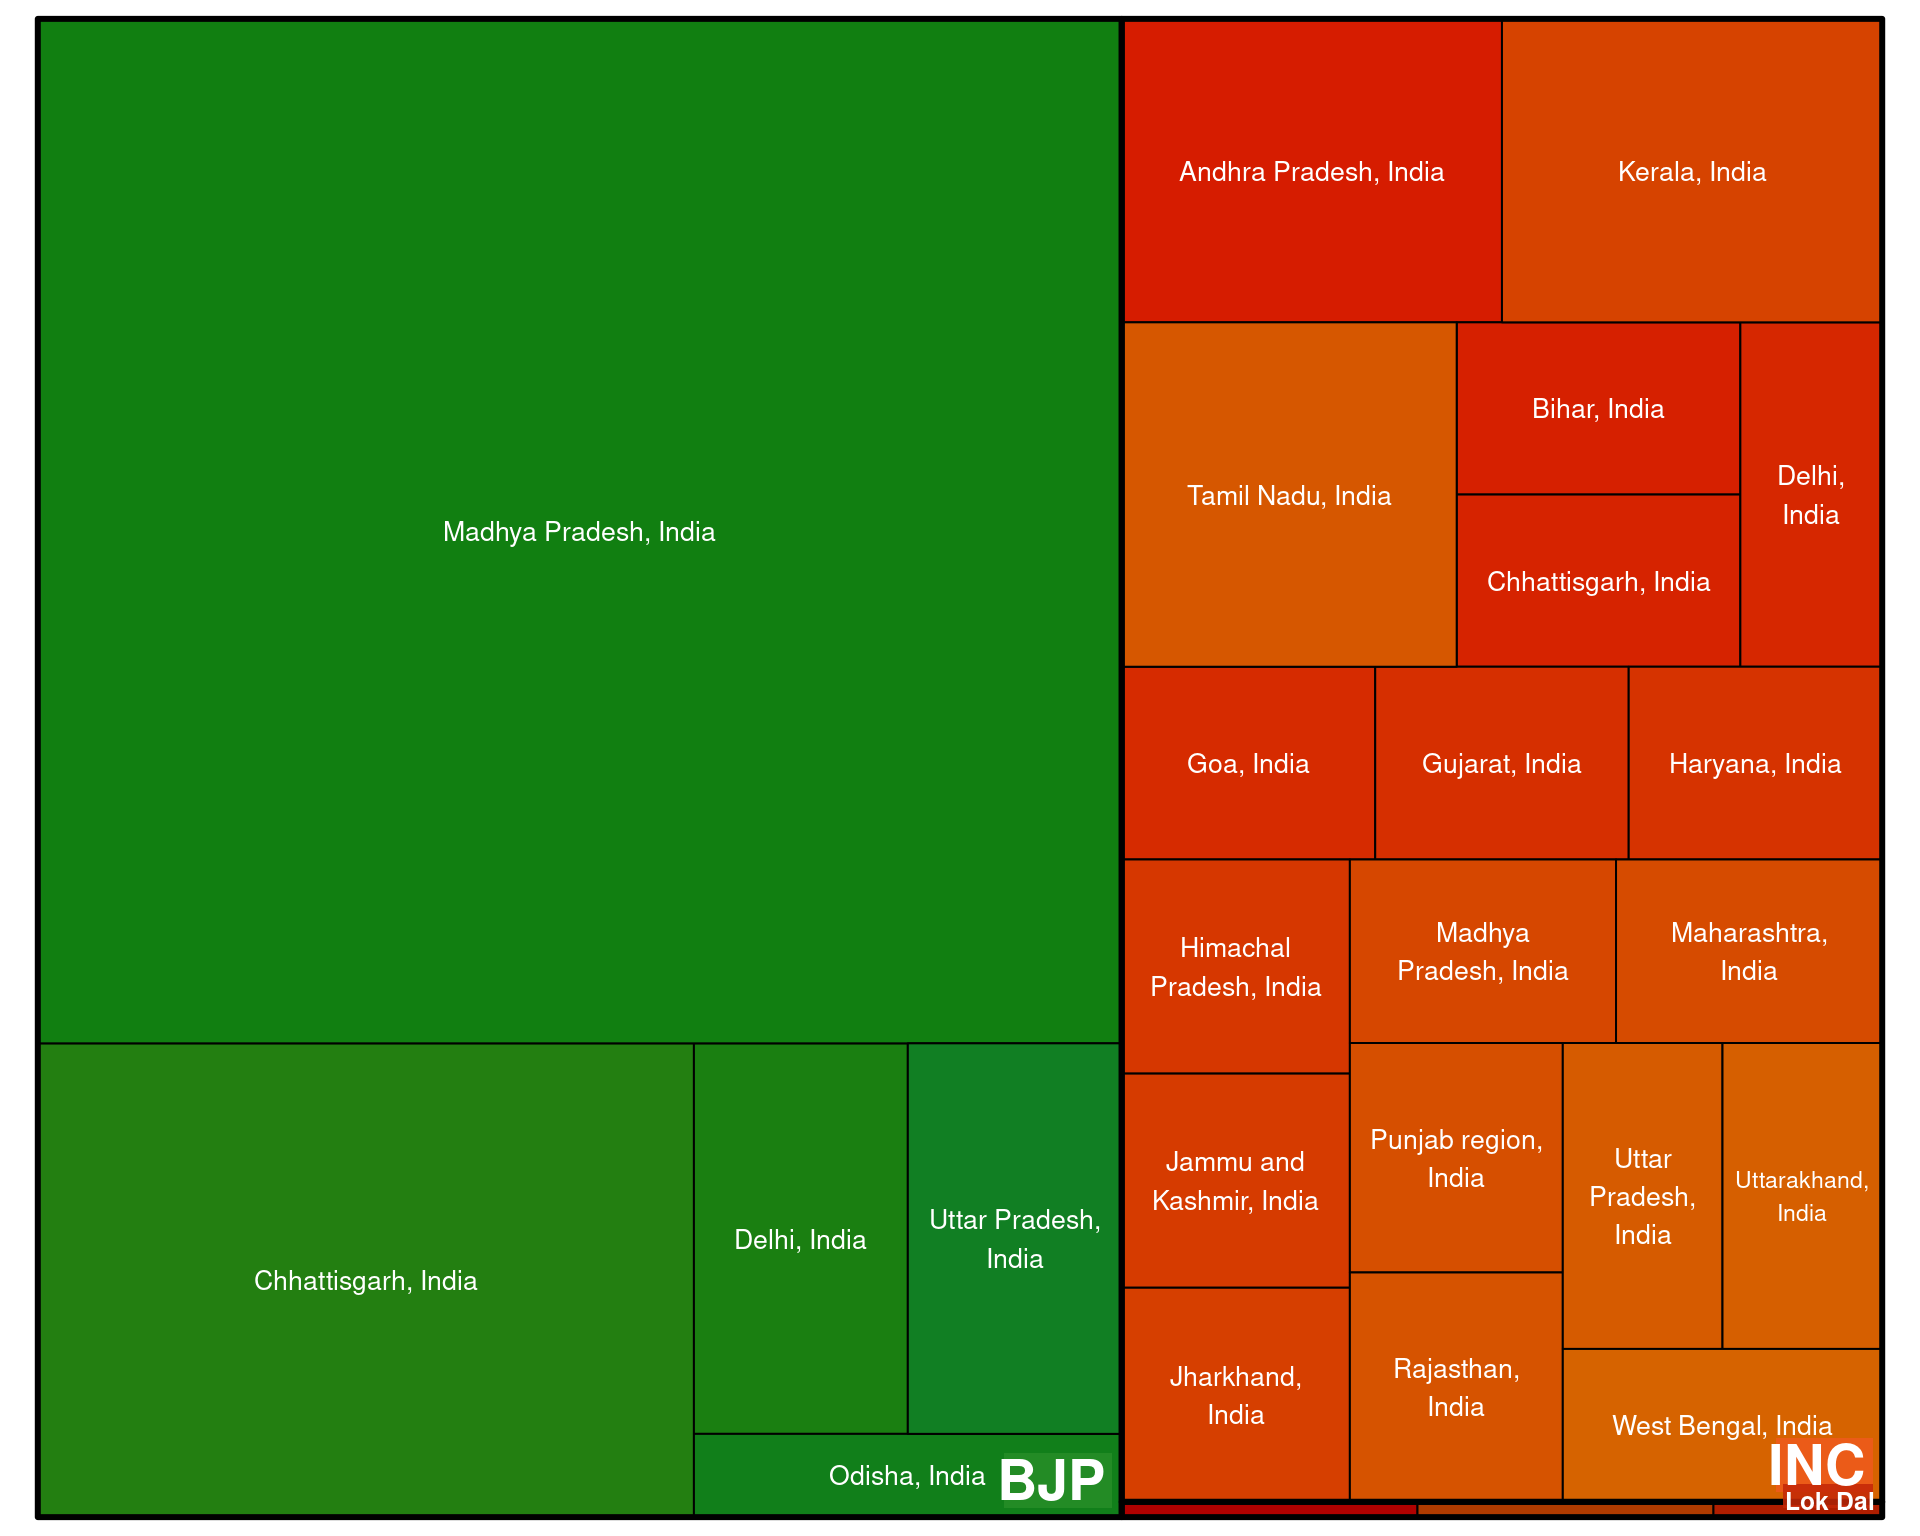 Madhya Pradesh, India
Chhattisgarh, India
Delhi, India
Uttar Pradesh,
India
Odisha, India
BJP
Andhra Pradesh, India
Kerala, India
Tamil Nadu, India
Bihar, India
Chhattisgarh, India
Delhi,
India
Goa, India
Gujarat, India
Haryana, India
Himachal
Pradesh, India
Madhya
Pradesh, India
Maharashtra,
India
Jammu and
Kashmir, India
Punjab region,
India
Uttar
Pradesh,
India
Uttarakhand,
India
Jharkhand,
India
Rajasthan,
India
West Bengal, India
INC
Lok Dal